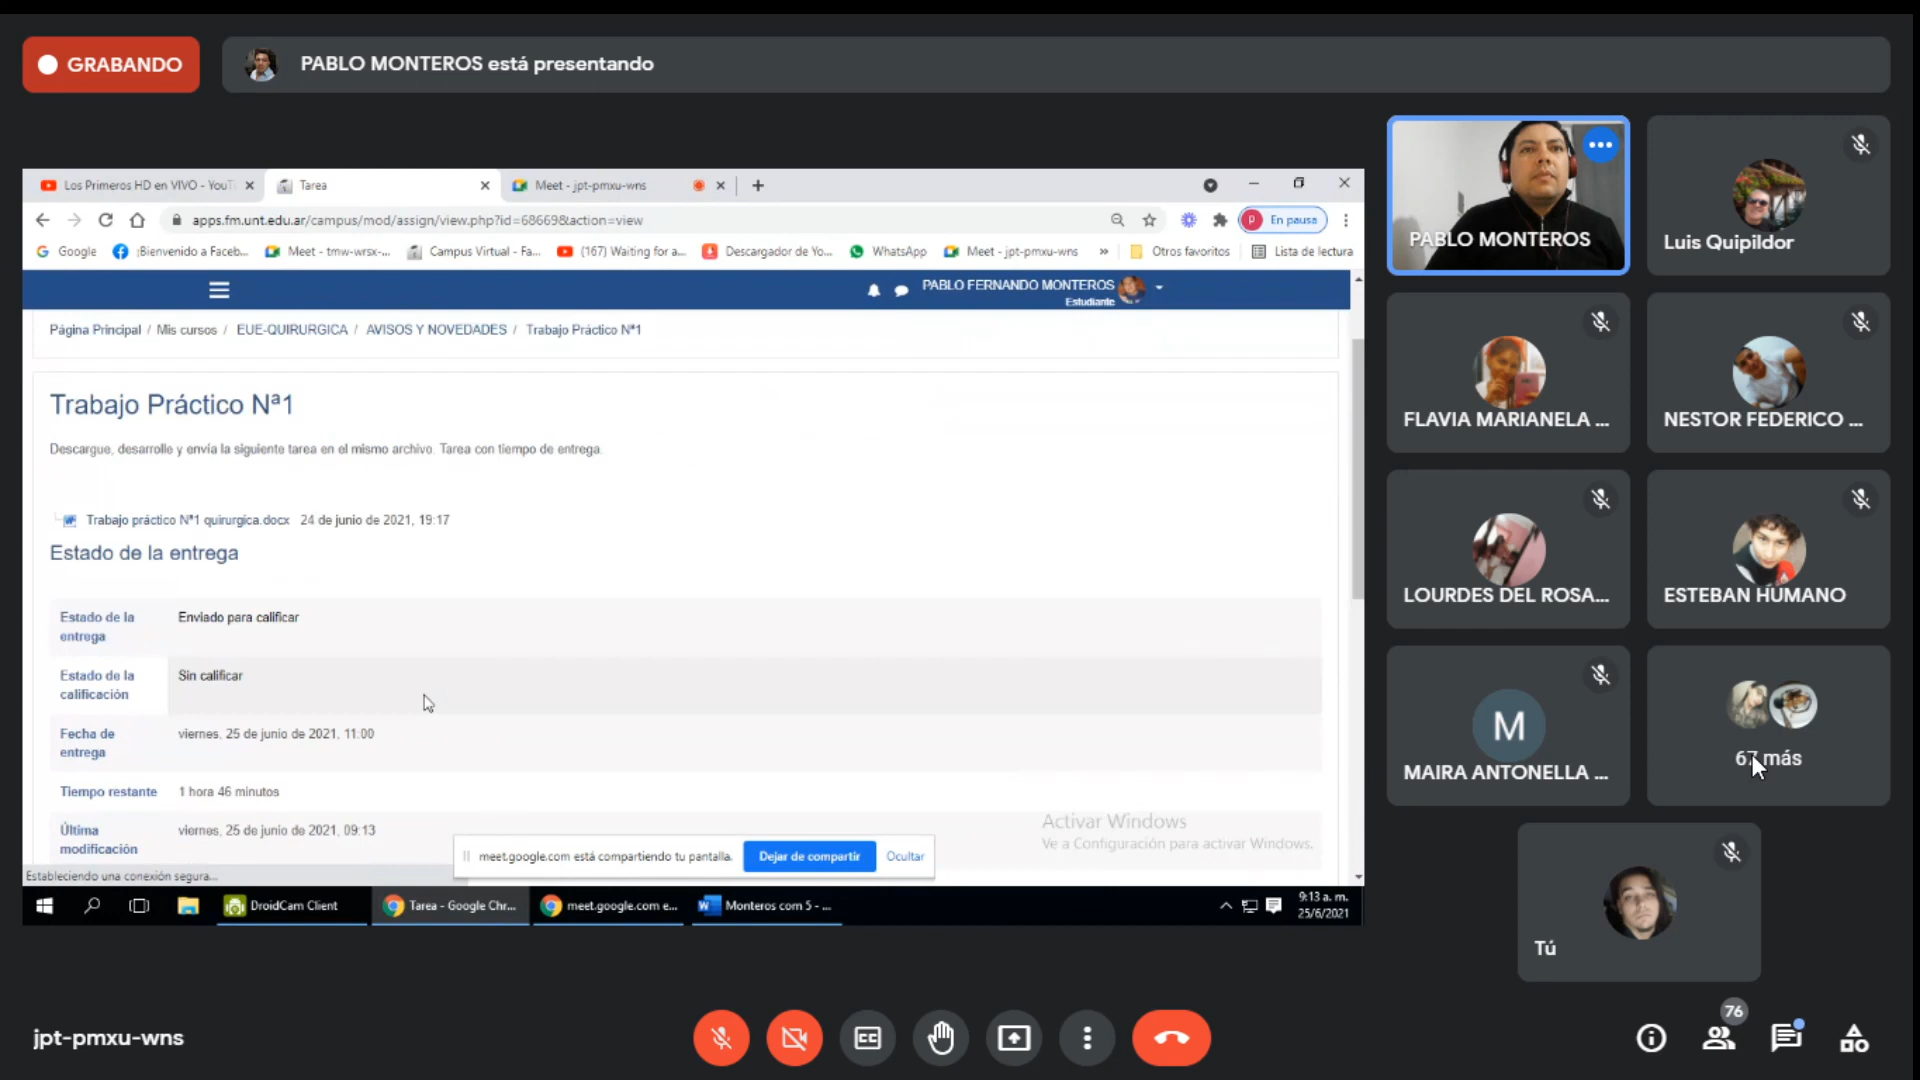 GRABANDO
PABLO MONTEROS está presentando
Los Primeros HD en VIVO - YouT
Tarea
Meet - jpt-pmxu-wns
apps.fm.unt.edu.ar/campus/mod/assign/view.php?id=68669&action=view
P
En pausa
Google
¡Bienvenido a Faceb...
Meet - tmw-wrsx-...
Campus Virtual - Fa...
(167) Waiting for a...
Descargador de Yo...
WhatsApp
Meet - jpt-pmxu-wns
»
Otros favoritos
Lista de lectura
PABLO FERNANDO MONTEROS
Estudiante
Página Principal / Mis cursos / EUE-QUIRURGICA / AVISOS Y NOVEDADES / Trabajo Práctico Nª1
Trabajo Práctico Nª1
Descargue, desarrolle y envía la siguiente tarea en el mismo archivo. Tarea con tiempo de entrega.
Trabajo práctico Nª1 quirurgica.docx 24 de junio de 2021, 19:17
Estado de la entrega
Estado de la entrega
Enviado para calificar
Estado de la calificación
Sin calificar
Fecha de entrega
viernes, 25 de junio de 2021, 11:00
Tiempo restante
1 hora 46 minutos
Última modificación
viernes, 25 de junio de 2021, 09:13
Activar Windows
Ve a Configuración para activar Windows.
meet.google.com está compartiendo tu pantalla.
Dejar de compartir
Ocultar
Estableciendo una conexión segura...
DroidCam Client
Tarea - Google Chr...
meet.google.com e...
Monteros com 5 - ...
9:13 a. m.
25/6/2021
PABLO MONTEROS
Luis Quipildor
FLAVIA MARIANELA ...
NESTOR FEDERICO ...
LOURDES DEL ROSA...
ESTEBAN HUMANO
M
MAIRA ANTONELLA ...
67 más
Tú
jpt-pmxu-wns
76